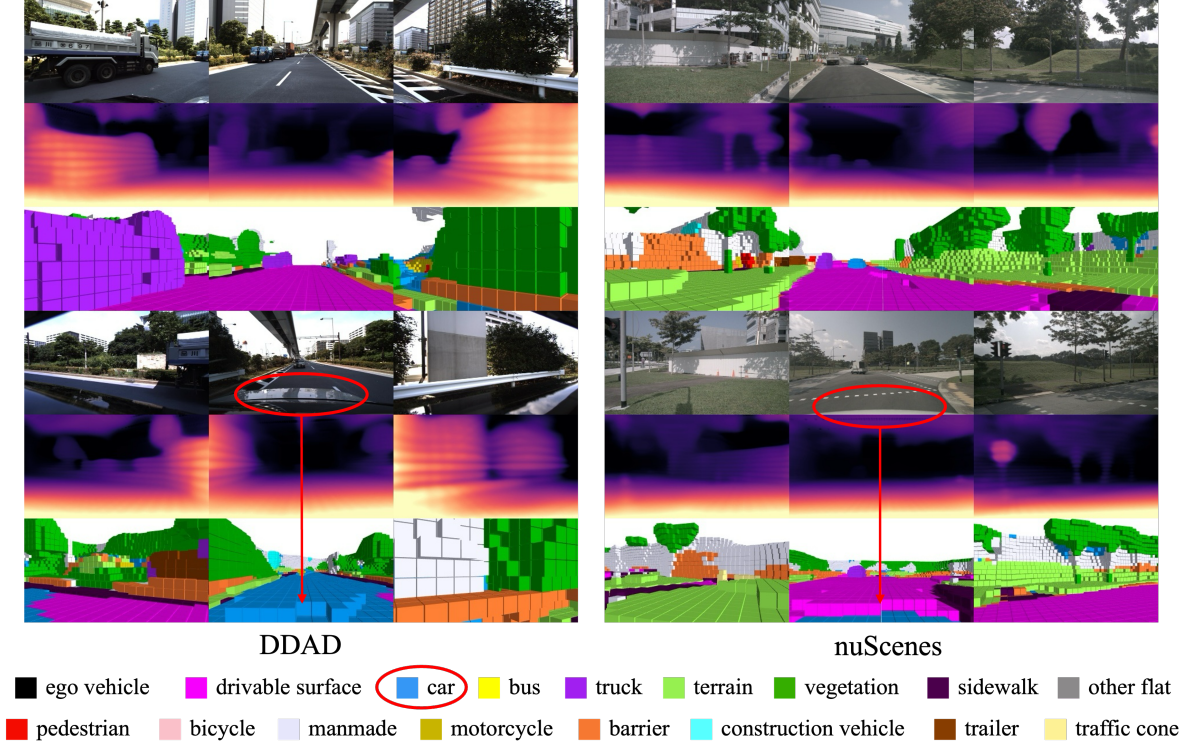 DDAD
nuScenes
ego vehicle drivable surface car bus truck terrain vegetation sidewalk other flat
pedestrian bicycle manmade motorcycle barrier construction vehicle trailer traffic cone